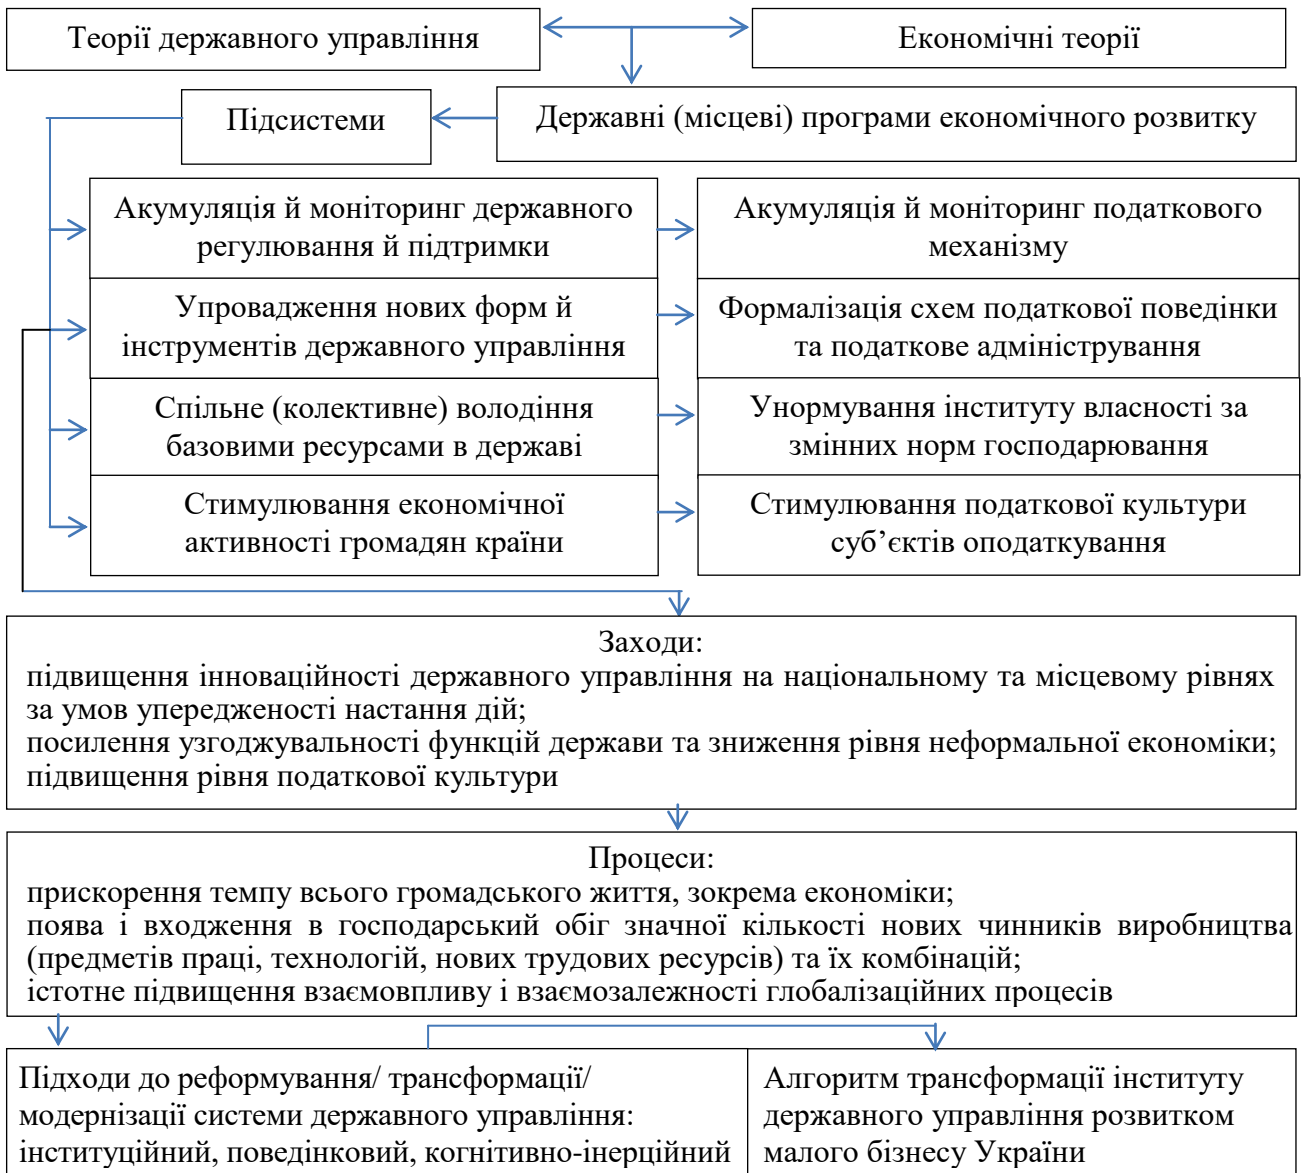 Теорії державного управління
Економічні теорії
Підсистеми
Державні (місцеві) програми економічного розвитку
Акумуляція й моніторинг державного
регулювання й підтримки
Акумуляція й моніторинг податкового
механізму
Упровадження нових форм й
інструментів державного управління
Формалізація схем податкової поведінки
та податкове адміністрування
Спільне (колективне) володіння
базовими ресурсами в державі
Унормування інституту власності за
змінних норм господарювання
Стимулювання економічної
активності громадян країни
Стимулювання податкової культури
суб’єктів оподаткування
Заходи:
підвищення інноваційності державного управління на національному та місцевому рівнях
за умов упередженості настання дій;
посилення узгоджувальності функцій держави та зниження рівня неформальної економіки;
підвищення рівня податкової культури
Процеси:
прискорення темпу всього громадського життя, зокрема економіки;
поява і входження в господарський обіг значної кількості нових чинників виробництва
(предметів праці, технологій, нових трудових ресурсів) та їх комбінацій;
істотне підвищення взаємовпливу і взаємозалежності глобалізаційних процесів
Підходи до реформування/ трансформації/
модернізації системи державного управління:
інституційний, поведінковий, когнітивно-інерційний
Алгоритм трансформації інституту
державного управління розвитком
малого бізнесу України